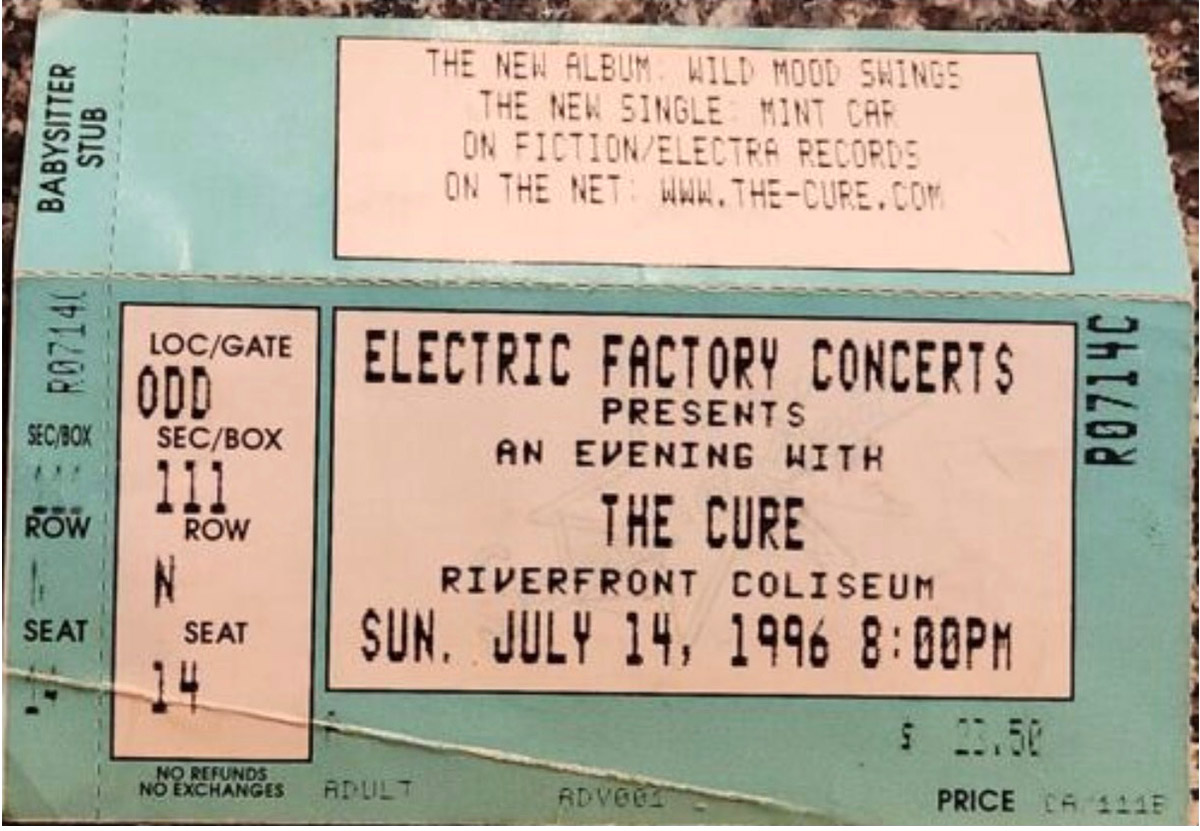 BABYSITTER
STUB
THE NEW ALBUM: WILD MOOD SWINGS
THE NEW SINGLE: MINT CAR
ON FICTION/ELECTRA RECORDS
ON THE NET: WWW.THE-CURE.COM
SEC/BOX
ROW
SEAT
LOC/GATE
ODD
SEC/BOX
111
ROW
N
SEAT
14
NO REFUNDS
NO EXCHANGES
ELECTRIC FACTORY CONCERTS
PRESENTS
AN EVENING WITH
THE CURE
RIVERFRONT COLISEUM
SUN. JULY 14, 1996 8:00PM
R0714C
$
ADULT
ADV001
PRICE